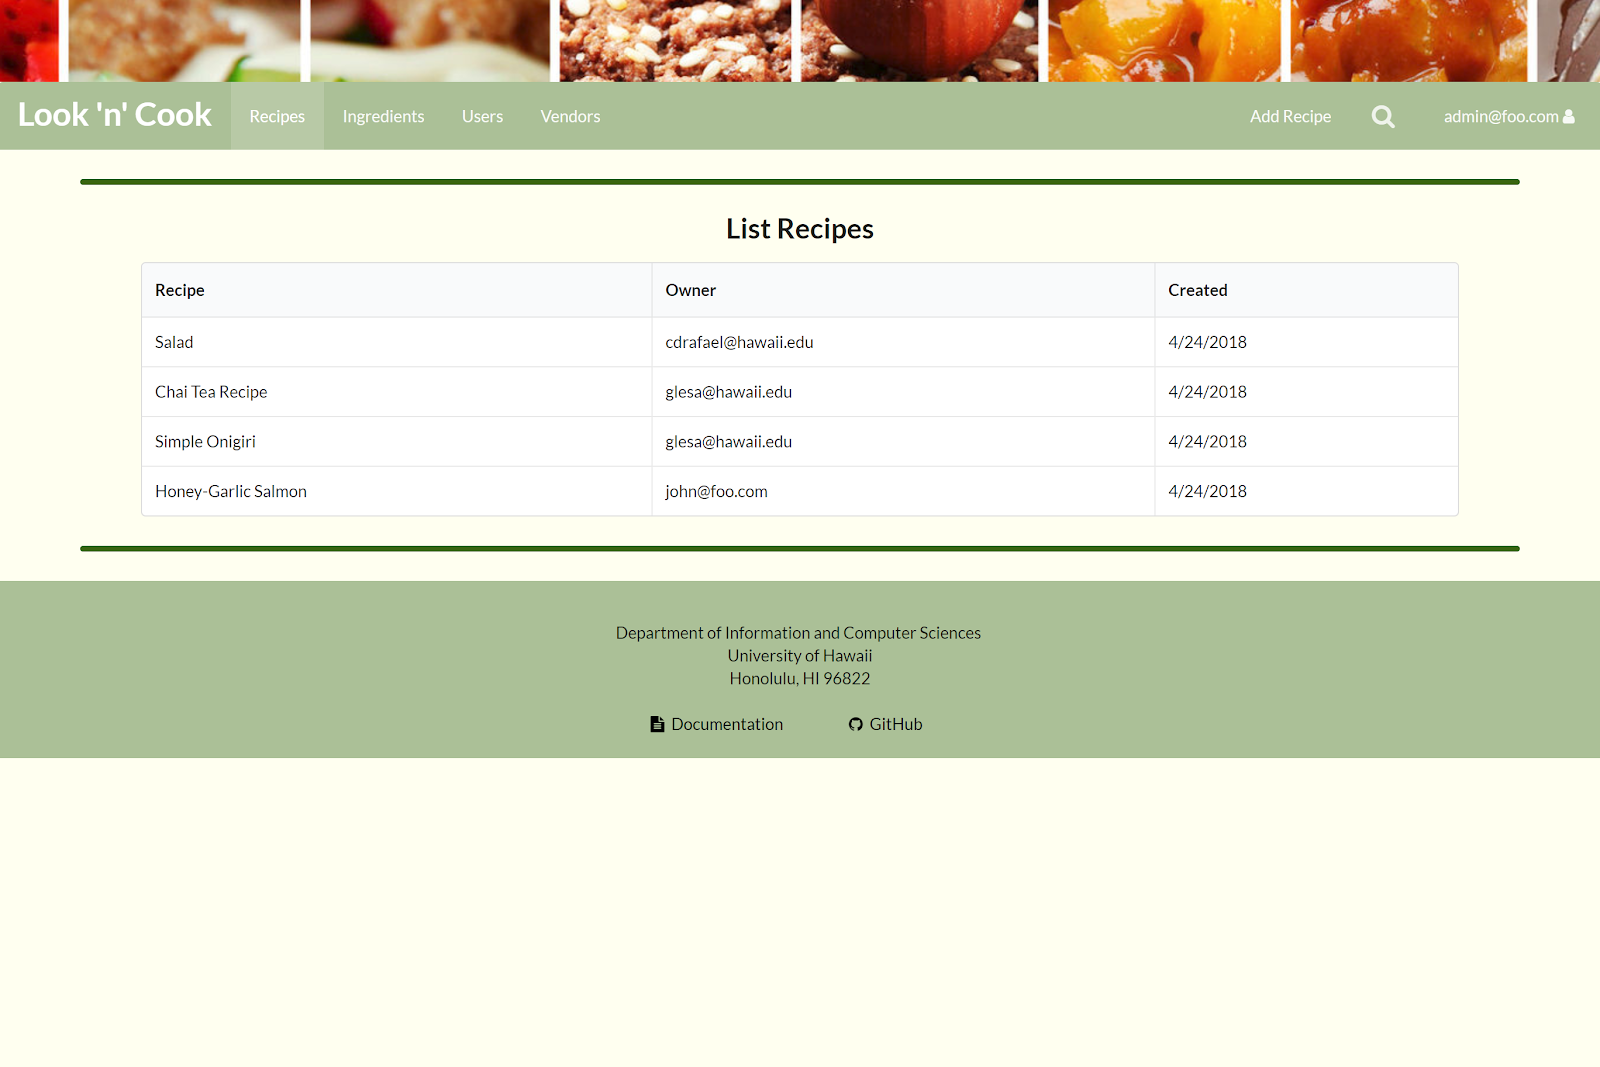 Look 'n' Cook Recipes Ingredients Users Vendors Add Recipe admin@foo.com
List Recipes
Recipe Owner Created
Salad cdrafael@hawaii.edu 4/24/2018
Chai Tea Recipe glesa@hawaii.edu 4/24/2018
Simple Onigiri glesa@hawaii.edu 4/24/2018
Honey-Garlic Salmon john@foo.com 4/24/2018
Department of Information and Computer Sciences
University of Hawaii
Honolulu, HI 96822
Documentation GitHub